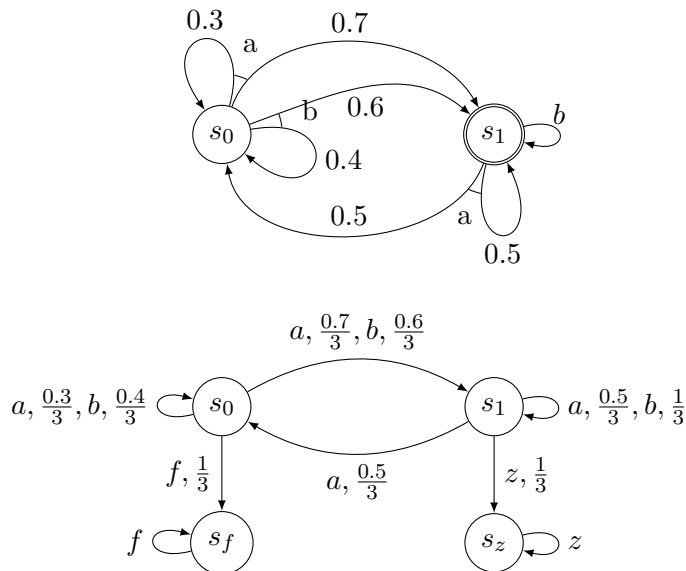 0.3
a
0.7
b
0.6
s₀
s₁
b
0.4
0.5
a
0.5
a, 0.7/3, b, 0.6/3
a, 0.3/3, b, 0.4/3
s₀
s₁
a, 0.5/3, b, 1/3
f, 1/3
a, 0.5/3
z, 1/3
f
s_f
s_z
z